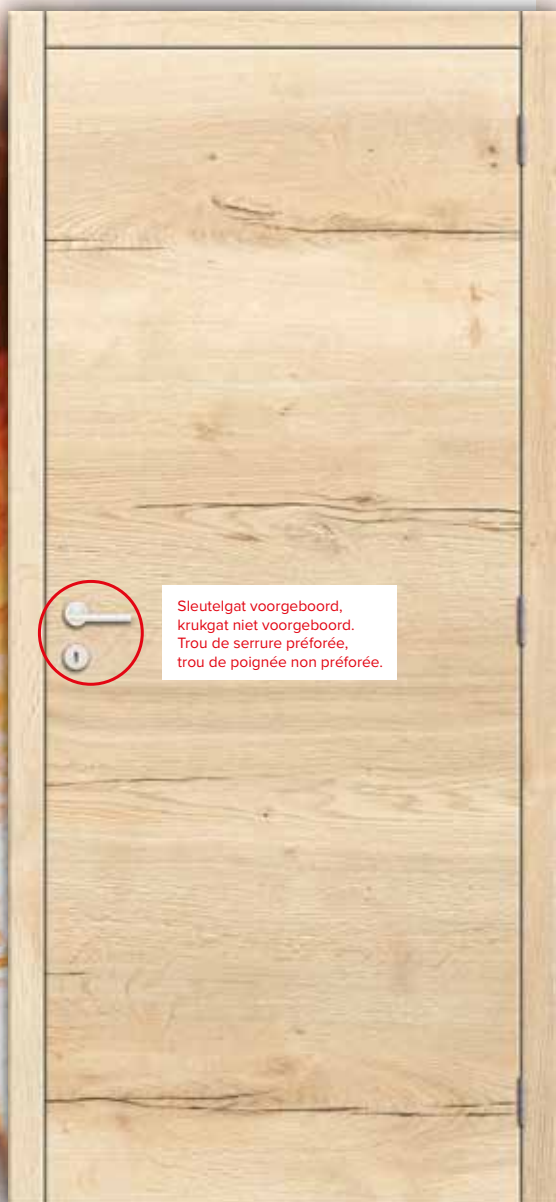 Sleutelgat voorgeboord,
krukgat niet voorgeboord.
Trou de serrure préforée,
trou de poignée non préforée.